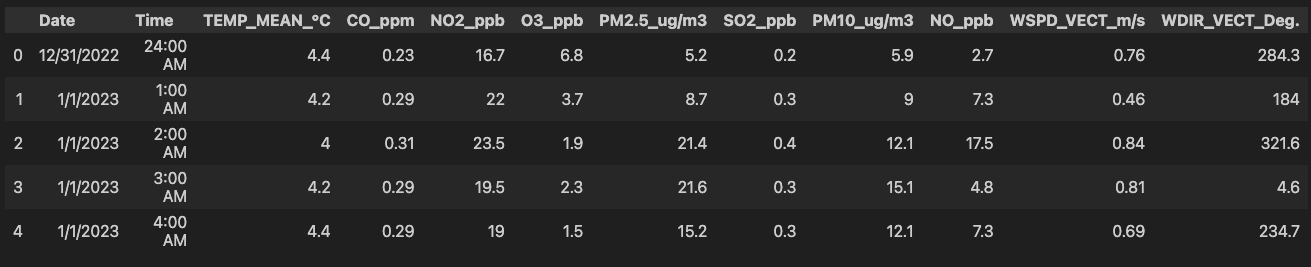 Date Time TEMP_MEAN_°C CO_ppm NO2_ppb O3_ppb PM2.5_ug/m3 SO2_ppb PM10_ug/m3 NO_ppb WSPD_VECT_m/s WDIR_VECT_Deg.
0 12/31/2022 24:00 AM 4.4 0.23 16.7 6.8 5.2 0.2 5.9 2.7 0.76 284.3
1 1/1/2023 1:00 AM 4.2 0.29 22 3.7 8.7 0.3 9 7.3 0.46 184
2 1/1/2023 2:00 AM 4 0.31 23.5 1.9 21.4 0.4 12.1 17.5 0.84 321.6
3 1/1/2023 3:00 AM 4.2 0.29 19.5 2.3 21.6 0.3 15.1 4.8 0.81 4.6
4 1/1/2023 4:00 AM 4.4 0.29 19 1.5 15.2 0.3 12.1 7.3 0.69 234.7